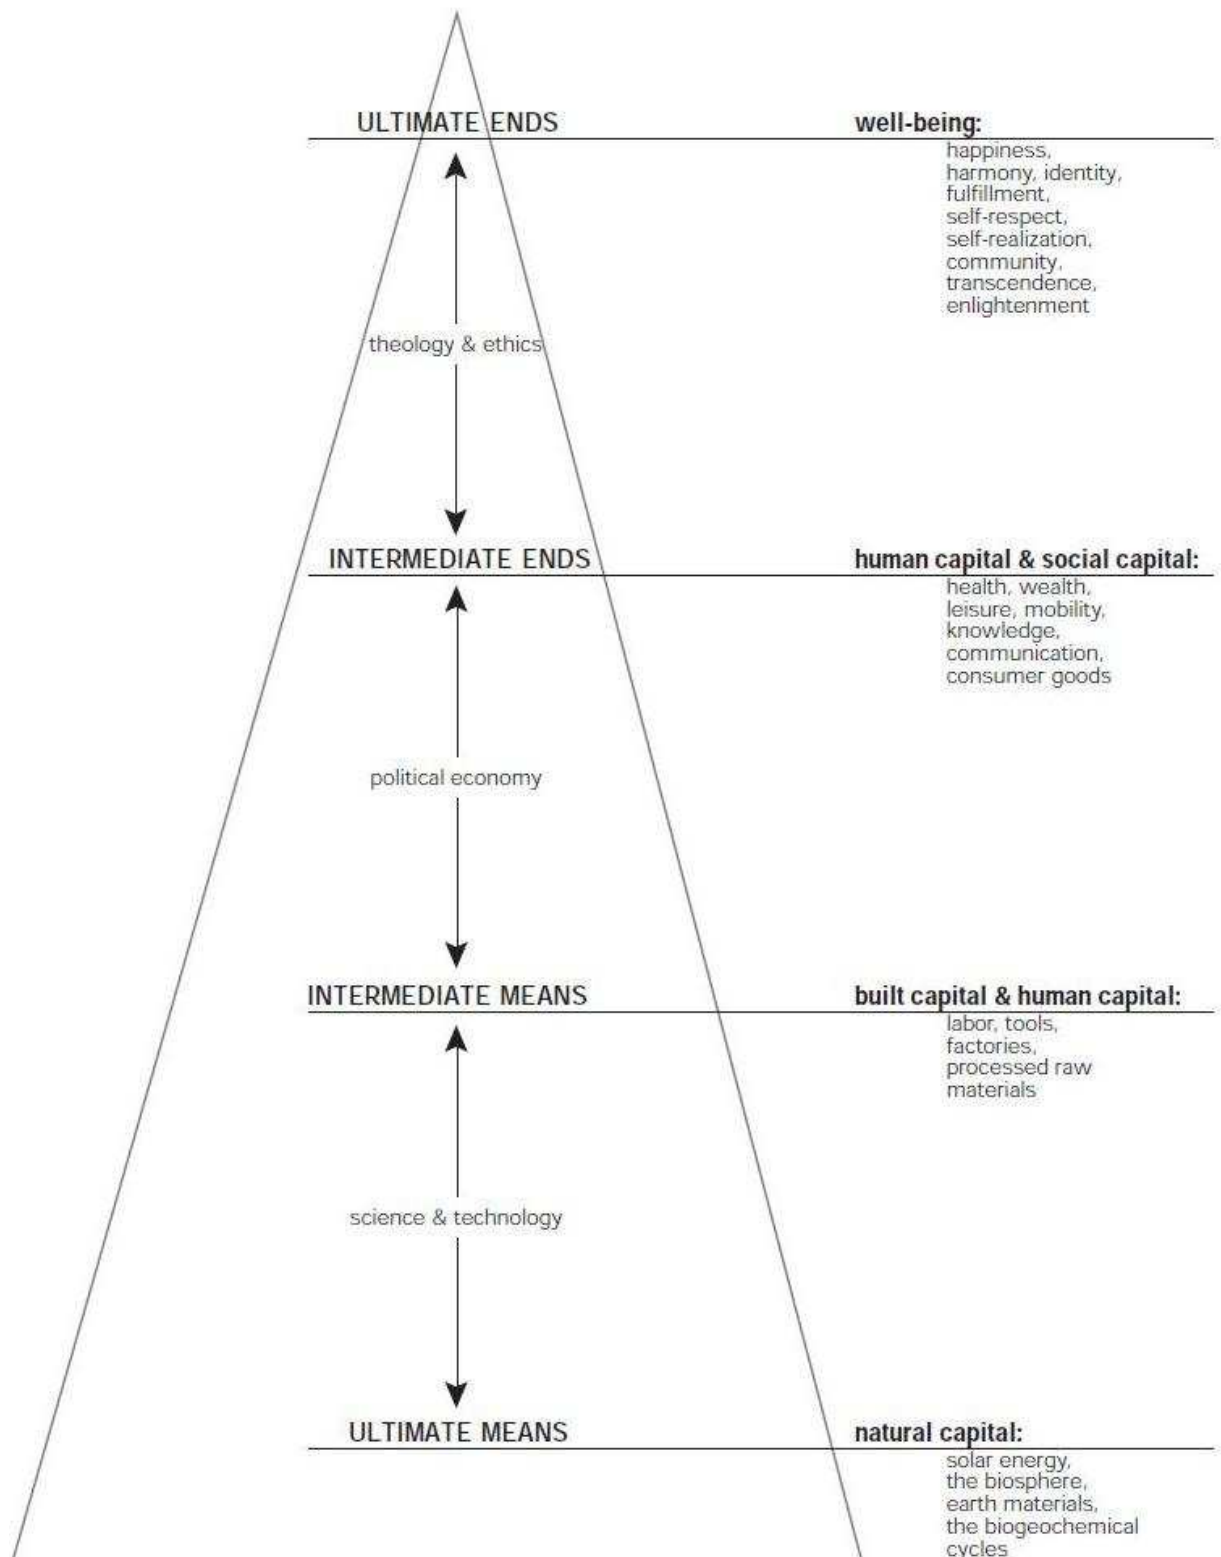 ULTIMATE ENDS
well-being:
happiness,
harmony, identity,
fulfillment,
self-respect,
self-realization,
community,
transcendence,
enlightenment
theology & ethics
INTERMEDIATE ENDS
human capital & social capital:
health, wealth,
leisure, mobility,
knowledge,
communication,
consumer goods
political economy
INTERMEDIATE MEANS
built capital & human capital:
labor, tools,
factories,
processed raw
materials
science & technology
ULTIMATE MEANS
natural capital:
solar energy,
the biosphere,
earth materials,
the biogeochemical
cycles